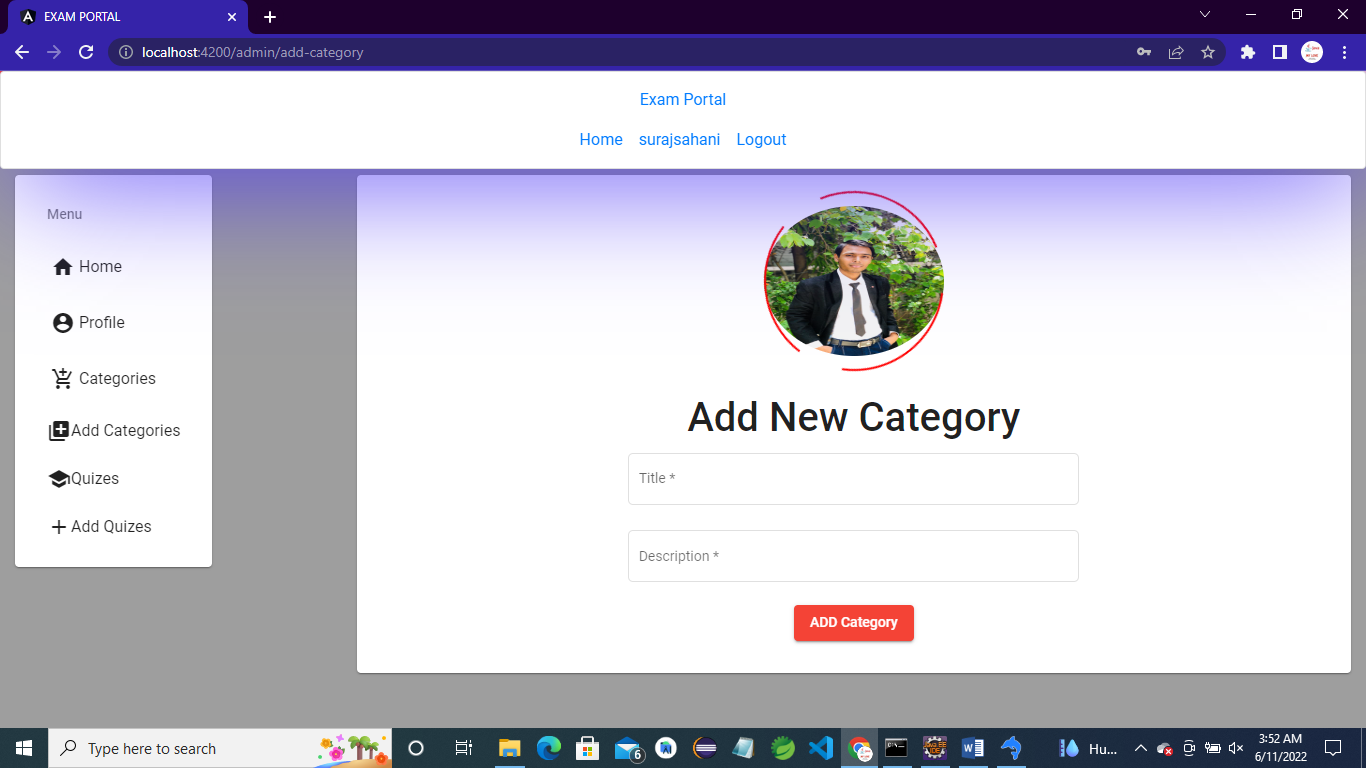 EXAM PORTAL
localhost:4200/admin/add-category
Exam Portal
Home surajsahani Logout
Menu
Home
Profile
Categories
Add Categories
Quizes
Add Quizes
Add New Category
Title *
Description *
ADD Category
Type here to search
6
Hu...
3:52 AM
6/11/2022